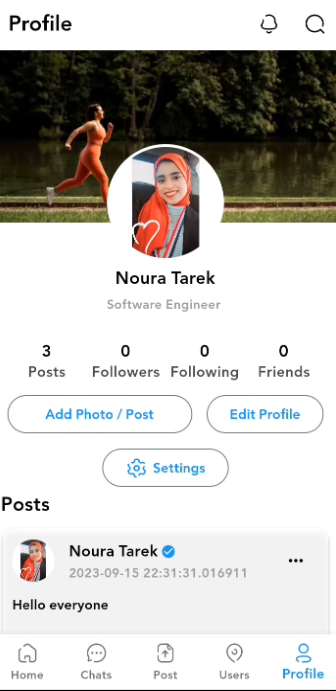 Profile
Noura Tarek
Software Engineer
3 0 0 0
Posts Followers Following Friends
Add Photo / Post Edit Profile
Settings
Posts
Noura Tarek
2023-09-15 22:31:31.016911
Hello everyone
Home Chats Post Users Profile